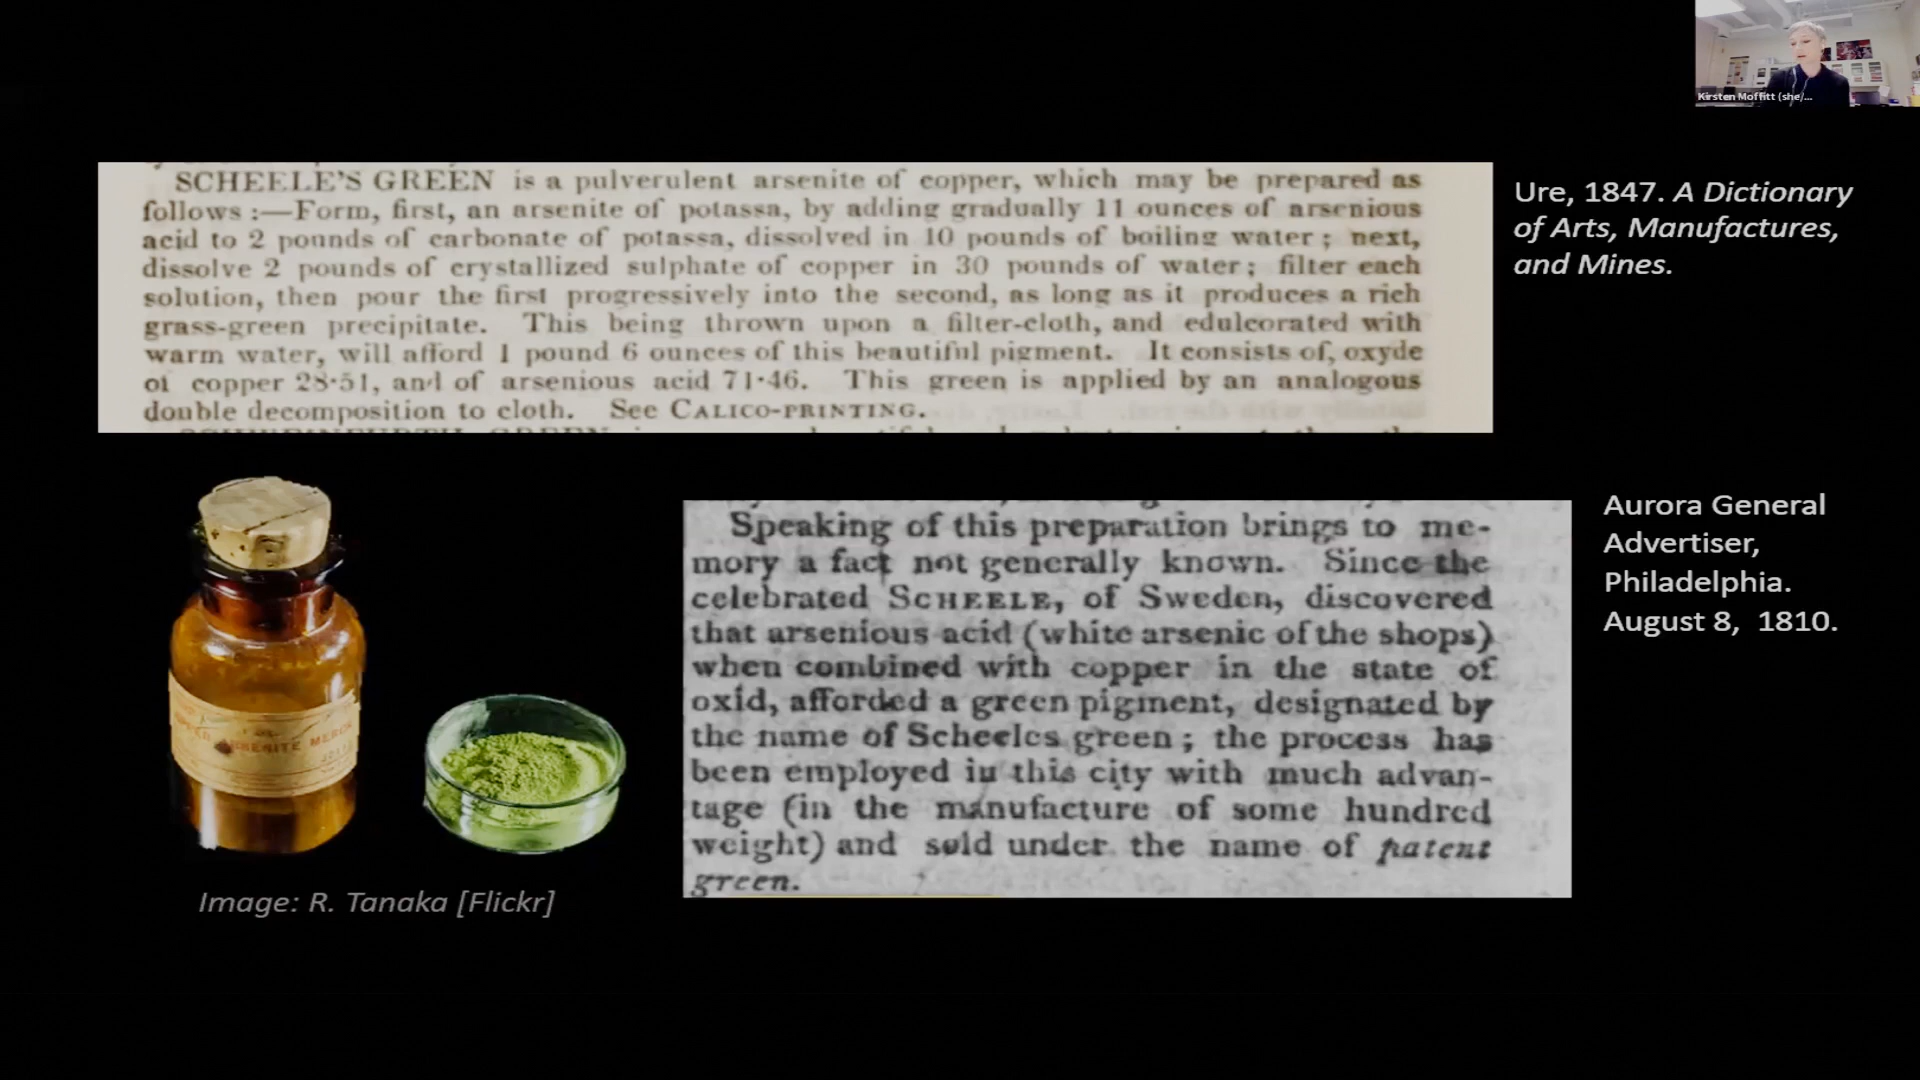 Kirsten Moffitt (she/...
SCHEELE'S GREEN is a pulverulent arsenite of copper, which may be prepared as
follows :—Form, first, an arsenite of potassa, by adding gradually 11 ounces of arsenious
acid to 2 pounds of carbonate of potassa, dissolved in 10 pounds of boiling water; next,
dissolve 2 pounds of crystallized sulphate of copper in 30 pounds of water; filter each
solution, then pour the first progressively into the second, as long as it produces a rich
grass-green precipitate. This being thrown upon a filter-cloth, and edulcorated with
warm water, will afford 1 pound 6 ounces of this beautiful pigment. It consists of, oxyde
of copper 28·51, and of arsenious acid 71·46. This green is applied by an analogous
double decomposition to cloth. See CALICO-PRINTING.
Ure, 1847. A Dictionary
of Arts, Manufactures,
and Mines.
Speaking of this preparation brings to me-
mory a fact not generally known. Since the
celebrated SCHEELE, of Sweden, discovered
that arsenious acid (white arsenic of the shops)
when combined with copper in the state of
oxid, afforded a green pigment, designated by
the name of Scheeles green; the process has
been employed in this city with much advan-
tage (in the manufacture of some hundred
weight) and sold under the name of patent
green.
Aurora General
Advertiser,
Philadelphia.
August 8, 1810.
ARSENITE MERCK
Image: R. Tanaka [Flickr]